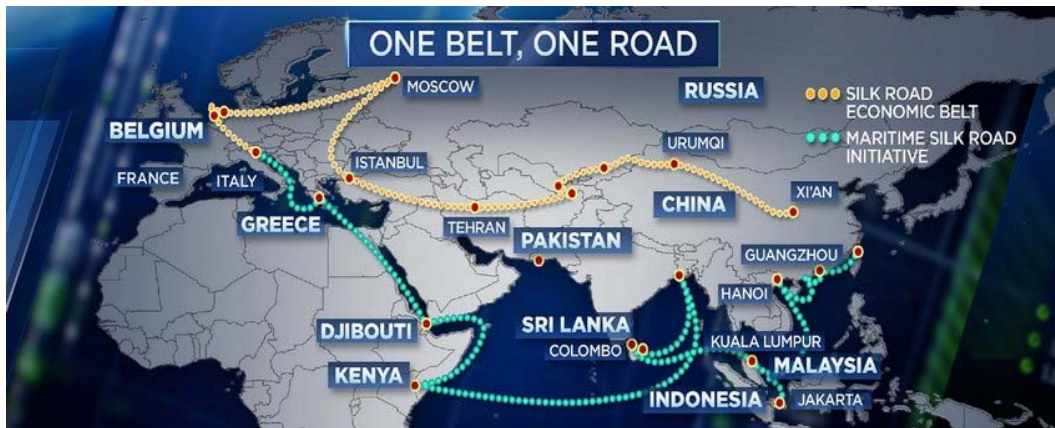 ONE BELT, ONE ROAD
MOSCOW
RUSSIA
SILK ROAD
ECONOMIC BELT
MARITIME SILK ROAD
INITIATIVE
BELGIUM
URUMQI
ISTANBUL
FRANCE
ITALY
XI'AN
CHINA
GREECE
TEHRAN
PAKISTAN
GUANGZHOU
HANOI
DJIBOUTI
SRI LANKA
COLOMBO
KUALA LUMPUR
MALAYSIA
KENYA
INDONESIA
JAKARTA